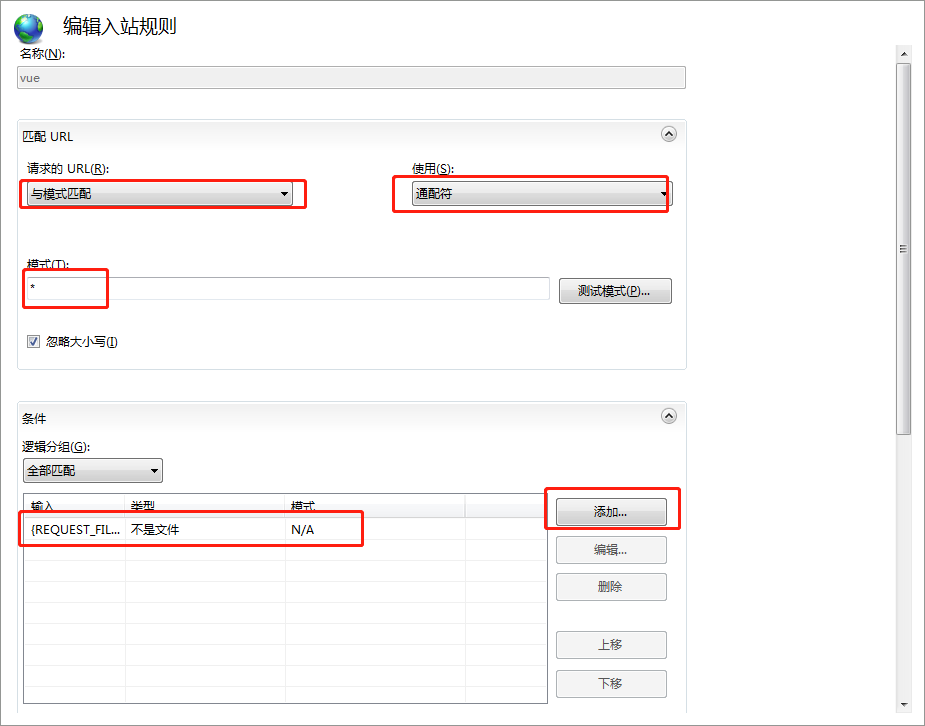 编辑入站规则
名称(N):
vue
匹配 URL
请求的 URL(R): 使用(S):
与模式匹配 通配符
模式(T):
*
测试模式(P)...
忽略大小写(I)
条件
逻辑分组(G):
全部匹配
输入 类型 模式
{REQUEST_FIL... 不是文件 N/A
添加...
编辑...
删除
上移
下移